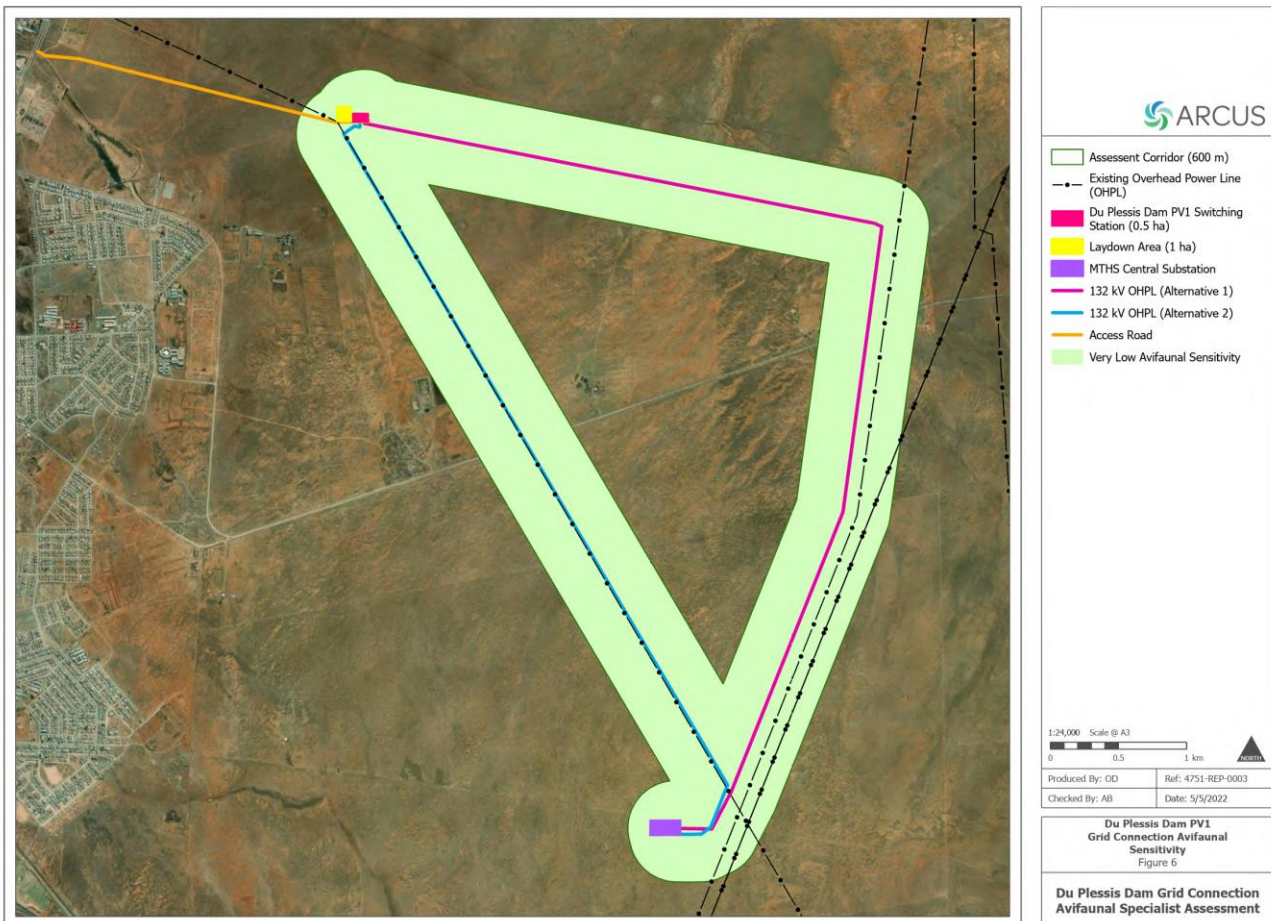 ARCUS
Assessent Corridor (600 m)
Existing Overhead Power Line
(OHPL)
Du Plessis Dam PV1 Switching
Station (0.5 ha)
Laydown Area (1 ha)
MTHS Central Substation
132 kV OHPL (Alternative 1)
132 kV OHPL (Alternative 2)
Access Road
Very Low Avifaunal Sensitivity
1:24,000 Scale @ A3
0 0.5 1 km
NORTH
Produced By: OD Ref: 4751-REP-0003
Checked By: AB Date: 5/5/2022
Du Plessis Dam PV1
Grid Connection Avifaunal
Sensitivity
Figure 6
Du Plessis Dam Grid Connection
Avifaunal Specialist Assessment